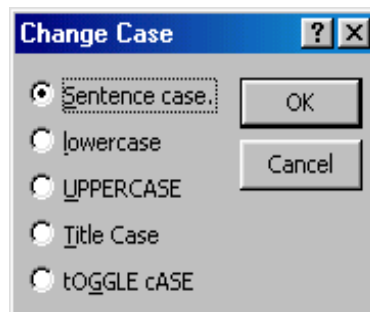 Change Case
Sentence case.
OK
lowercase
Cancel
UPPERCASE
Title Case
tOGGLE cASE